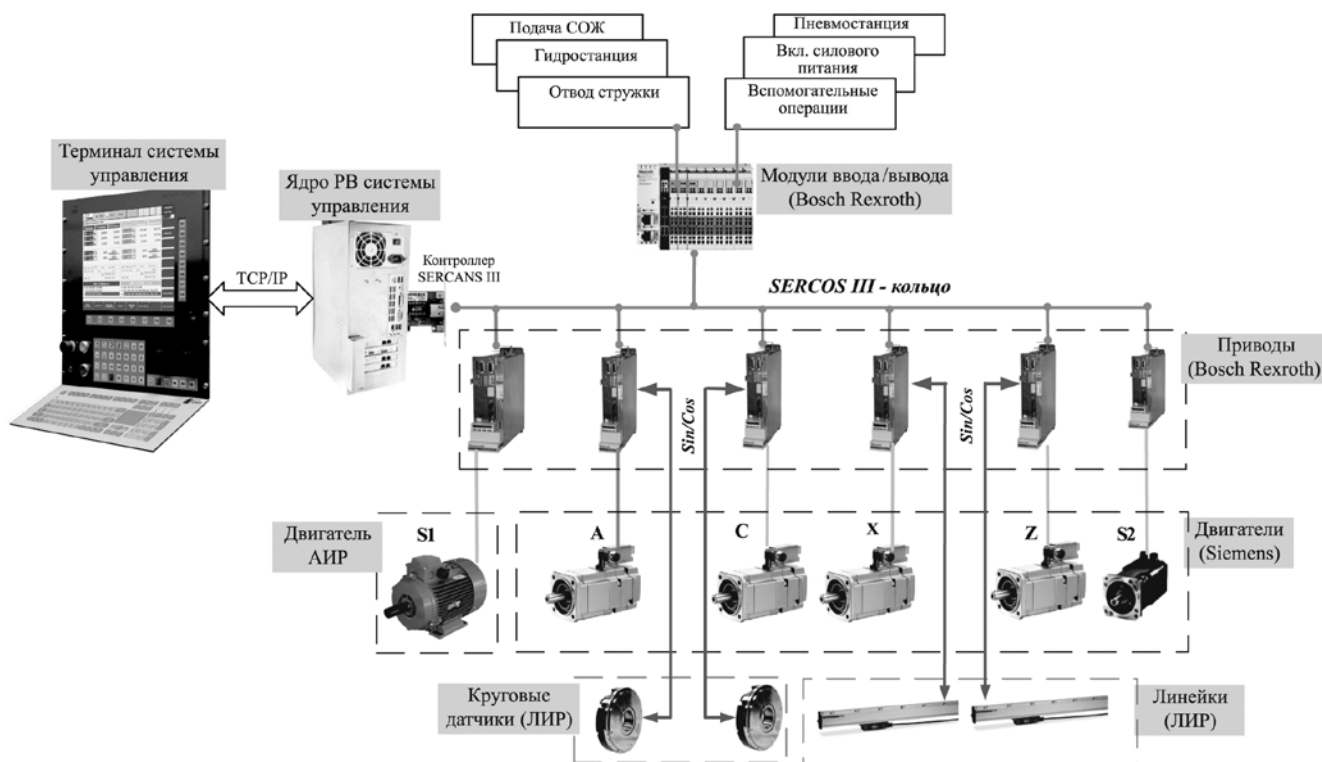 Подача СОЖ
Гидростанция
Отвод стружки
Пневмостанция
Вкл. силового
питания
Вспомогательные
операции
Терминал системы
управления
Ядро РВ системы
управления
Модули ввода/вывода
(Bosch Rexroth)
TCP/IP
Контроллер
SERCANS III
SERCOS III - кольцо
Приводы
(Bosch Rexroth)
Sin/Cos
Sin/Cos
Двигатель
АИР
S1
A
C
X
Z
S2
Двигатели
(Siemens)
Круговые
датчики (ЛИР)
Линейки
(ЛИР)